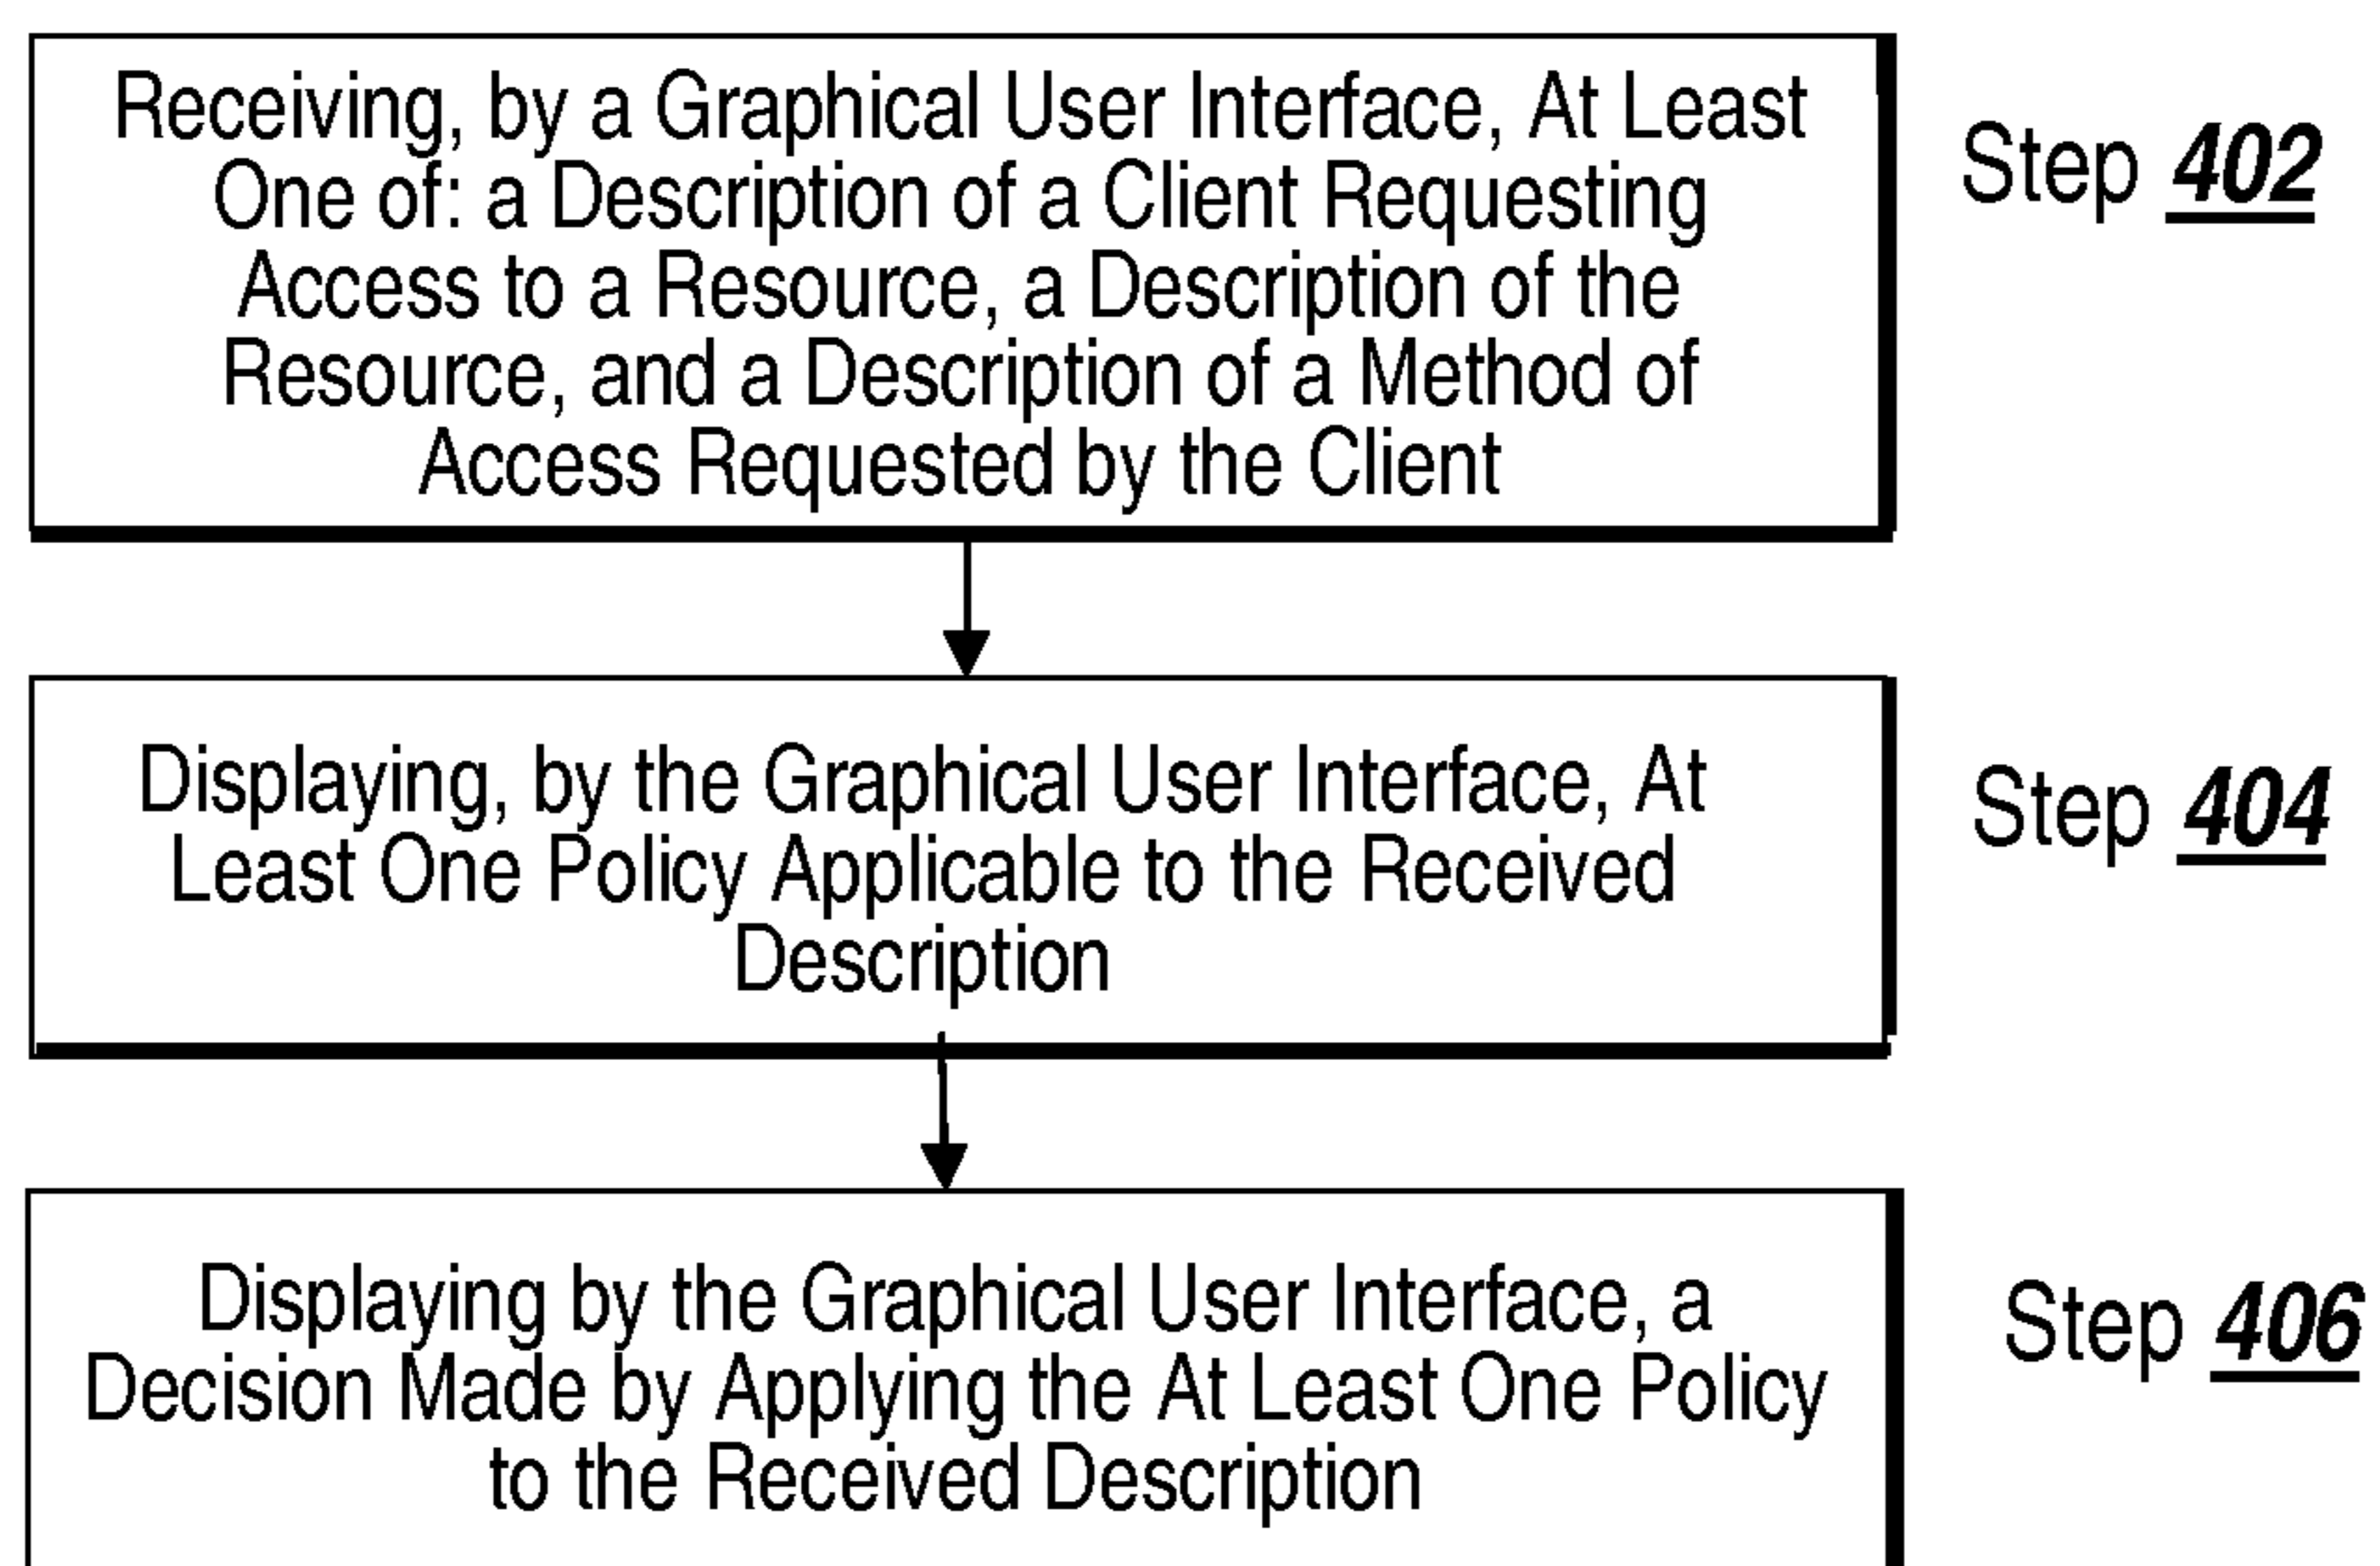 Receiving, by a Graphical User Interface, At Least
One of: a Description of a Client Requesting
Access to a Resource, a Description of the
Resource, and a Description of a Method of
Access Requested by the Client
Step 402
Displaying, by the Graphical User Interface, At
Least One Policy Applicable to the Received
Description
Step 404
Displaying by the Graphical User Interface, a
Decision Made by Applying the At Least One Policy
to the Received Description
Step 406